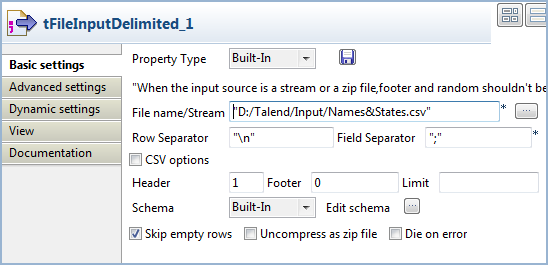 tFileInputDelimited_1
Basic settings
Advanced settings
Dynamic settings
View
Documentation
Property Type Built-In
"When the input source is a stream or a zip file,footer and random shouldn't be
File name/Stream "D:/Talend/Input/Names&States.csv" * ...
Row Separator "\n" Field Separator ";" *
CSV options
Header 1 Footer 0 Limit
Schema Built-In Edit schema ...
Skip empty rows Uncompress as zip file Die on error